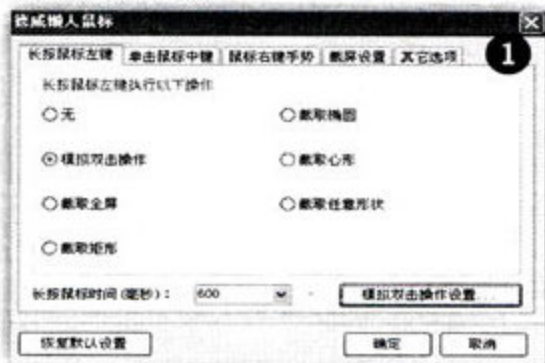 德威懒人鼠标
长按鼠标左键 单击鼠标中键 鼠标右键手势 截屏设置 其它选项
1
长按鼠标左键执行以下操作
无 截取椭圆
模拟双击操作 截取心形
截取全屏 截取任意形状
截取矩形
长按鼠标时间(毫秒): 600 模拟双击操作设置...
恢复默认设置 确定 取消